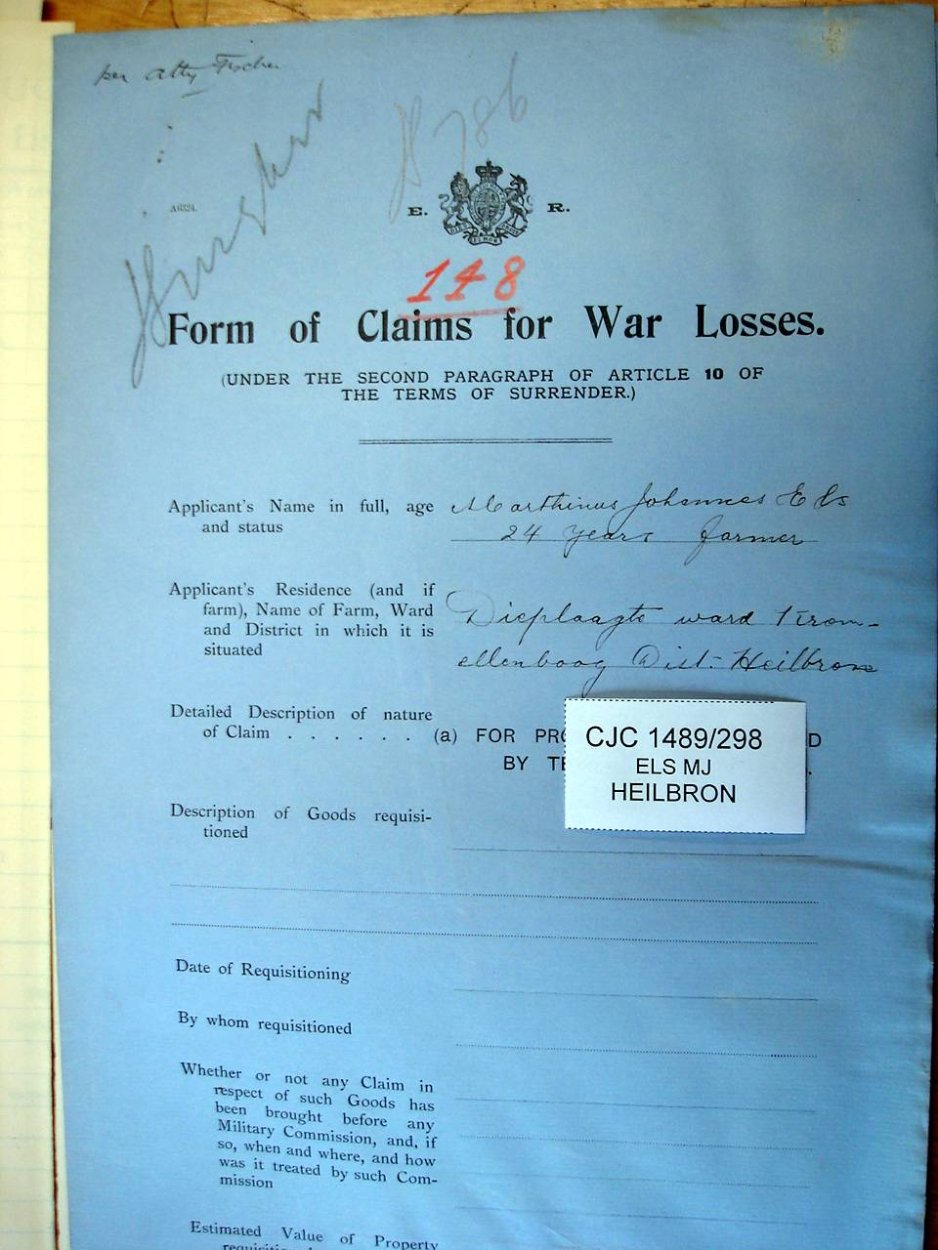 per Atty Fischer
A6324.
E. R.
148
Form of Claims for War Losses.
(UNDER THE SECOND PARAGRAPH OF ARTICLE 10 OF
THE TERMS OF SURRENDER.)
Applicant's Name in full, age Marthinus Johannes Els
and status 24 years farmer
Applicant's Residence (and if
farm), Name of Farm, Ward Dieplaagte ward Krom-
and District in which it is
situated ellenboog Dist. Heilbron
Detailed Description of nature
of Claim . . . . . . (a) FOR
BY
CJC 1489/298
ELS MJ
HEILBRON
Description of Goods requisi-
tioned
Date of Requisitioning
By whom requisitioned
Whether or not any Claim in
respect of such Goods has
been brought before any
Military Commission, and, if
so, when and where, and how
was it treated by such Com-
mission
Estimated Value of Property